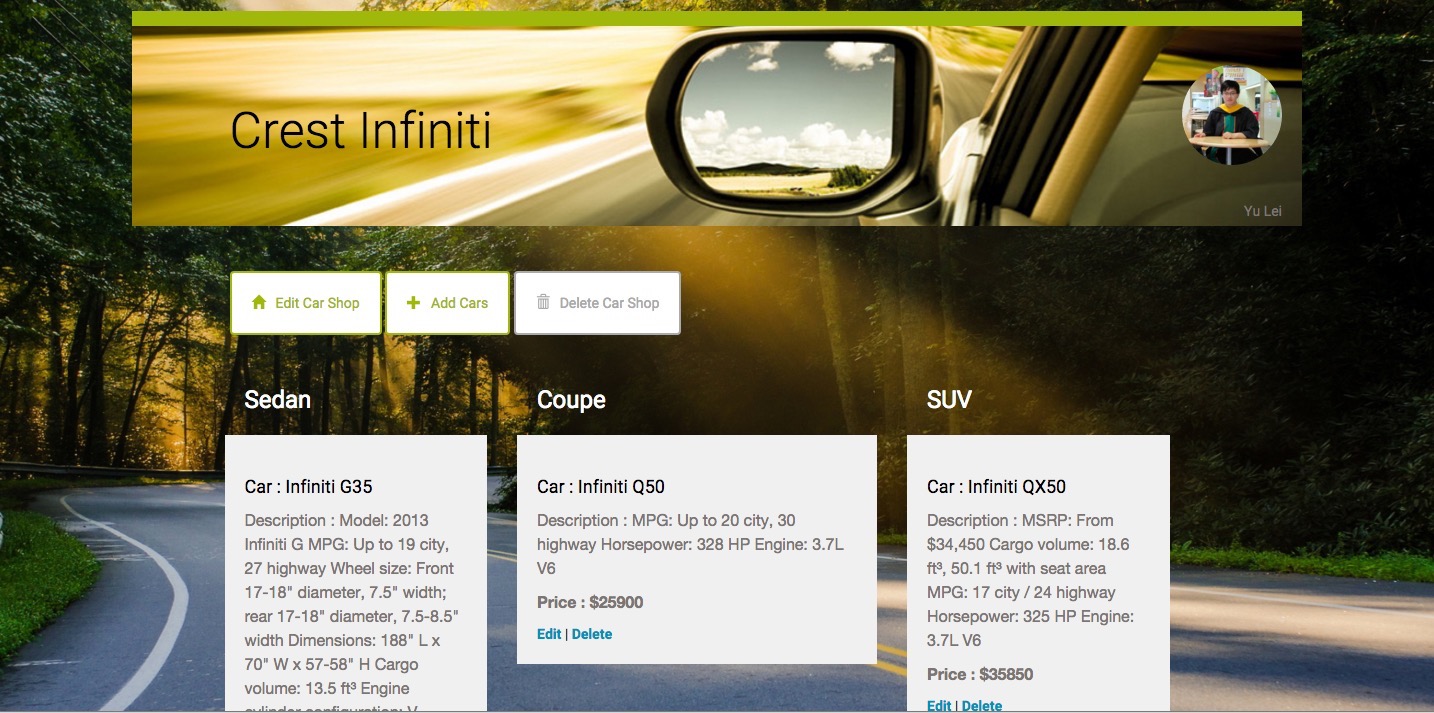 Crest Infiniti
Yu Lei
Edit Car Shop
Add Cars
Delete Car Shop
Sedan
Car : Infiniti G35
Description : Model: 2013
Infiniti G MPG: Up to 19 city,
27 highway Wheel size: Front
17-18" diameter, 7.5" width;
rear 17-18" diameter, 7.5-8.5"
width Dimensions: 188" L x
70" W x 57-58" H Cargo
volume: 13.5 ft³ Engine
cylinder configuration: V
Coupe
Car : Infiniti Q50
Description : MPG: Up to 20 city, 30
highway Horsepower: 328 HP Engine: 3.7L
V6
Price : $25900
Edit | Delete
SUV
Car : Infiniti QX50
Description : MSRP: From
$34,450 Cargo volume: 18.6
ft³, 50.1 ft³ with seat area
MPG: 17 city / 24 highway
Horsepower: 325 HP Engine:
3.7L V6
Price : $35850
Edit | Delete